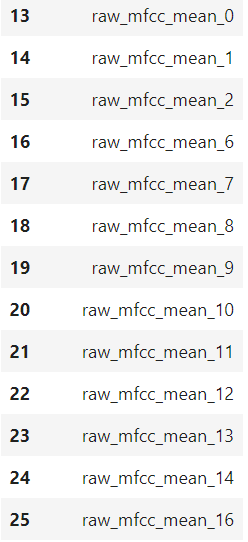 13 raw_mfcc_mean_0
14 raw_mfcc_mean_1
15 raw_mfcc_mean_2
16 raw_mfcc_mean_6
17 raw_mfcc_mean_7
18 raw_mfcc_mean_8
19 raw_mfcc_mean_9
20 raw_mfcc_mean_10
21 raw_mfcc_mean_11
22 raw_mfcc_mean_12
23 raw_mfcc_mean_13
24 raw_mfcc_mean_14
25 raw_mfcc_mean_16